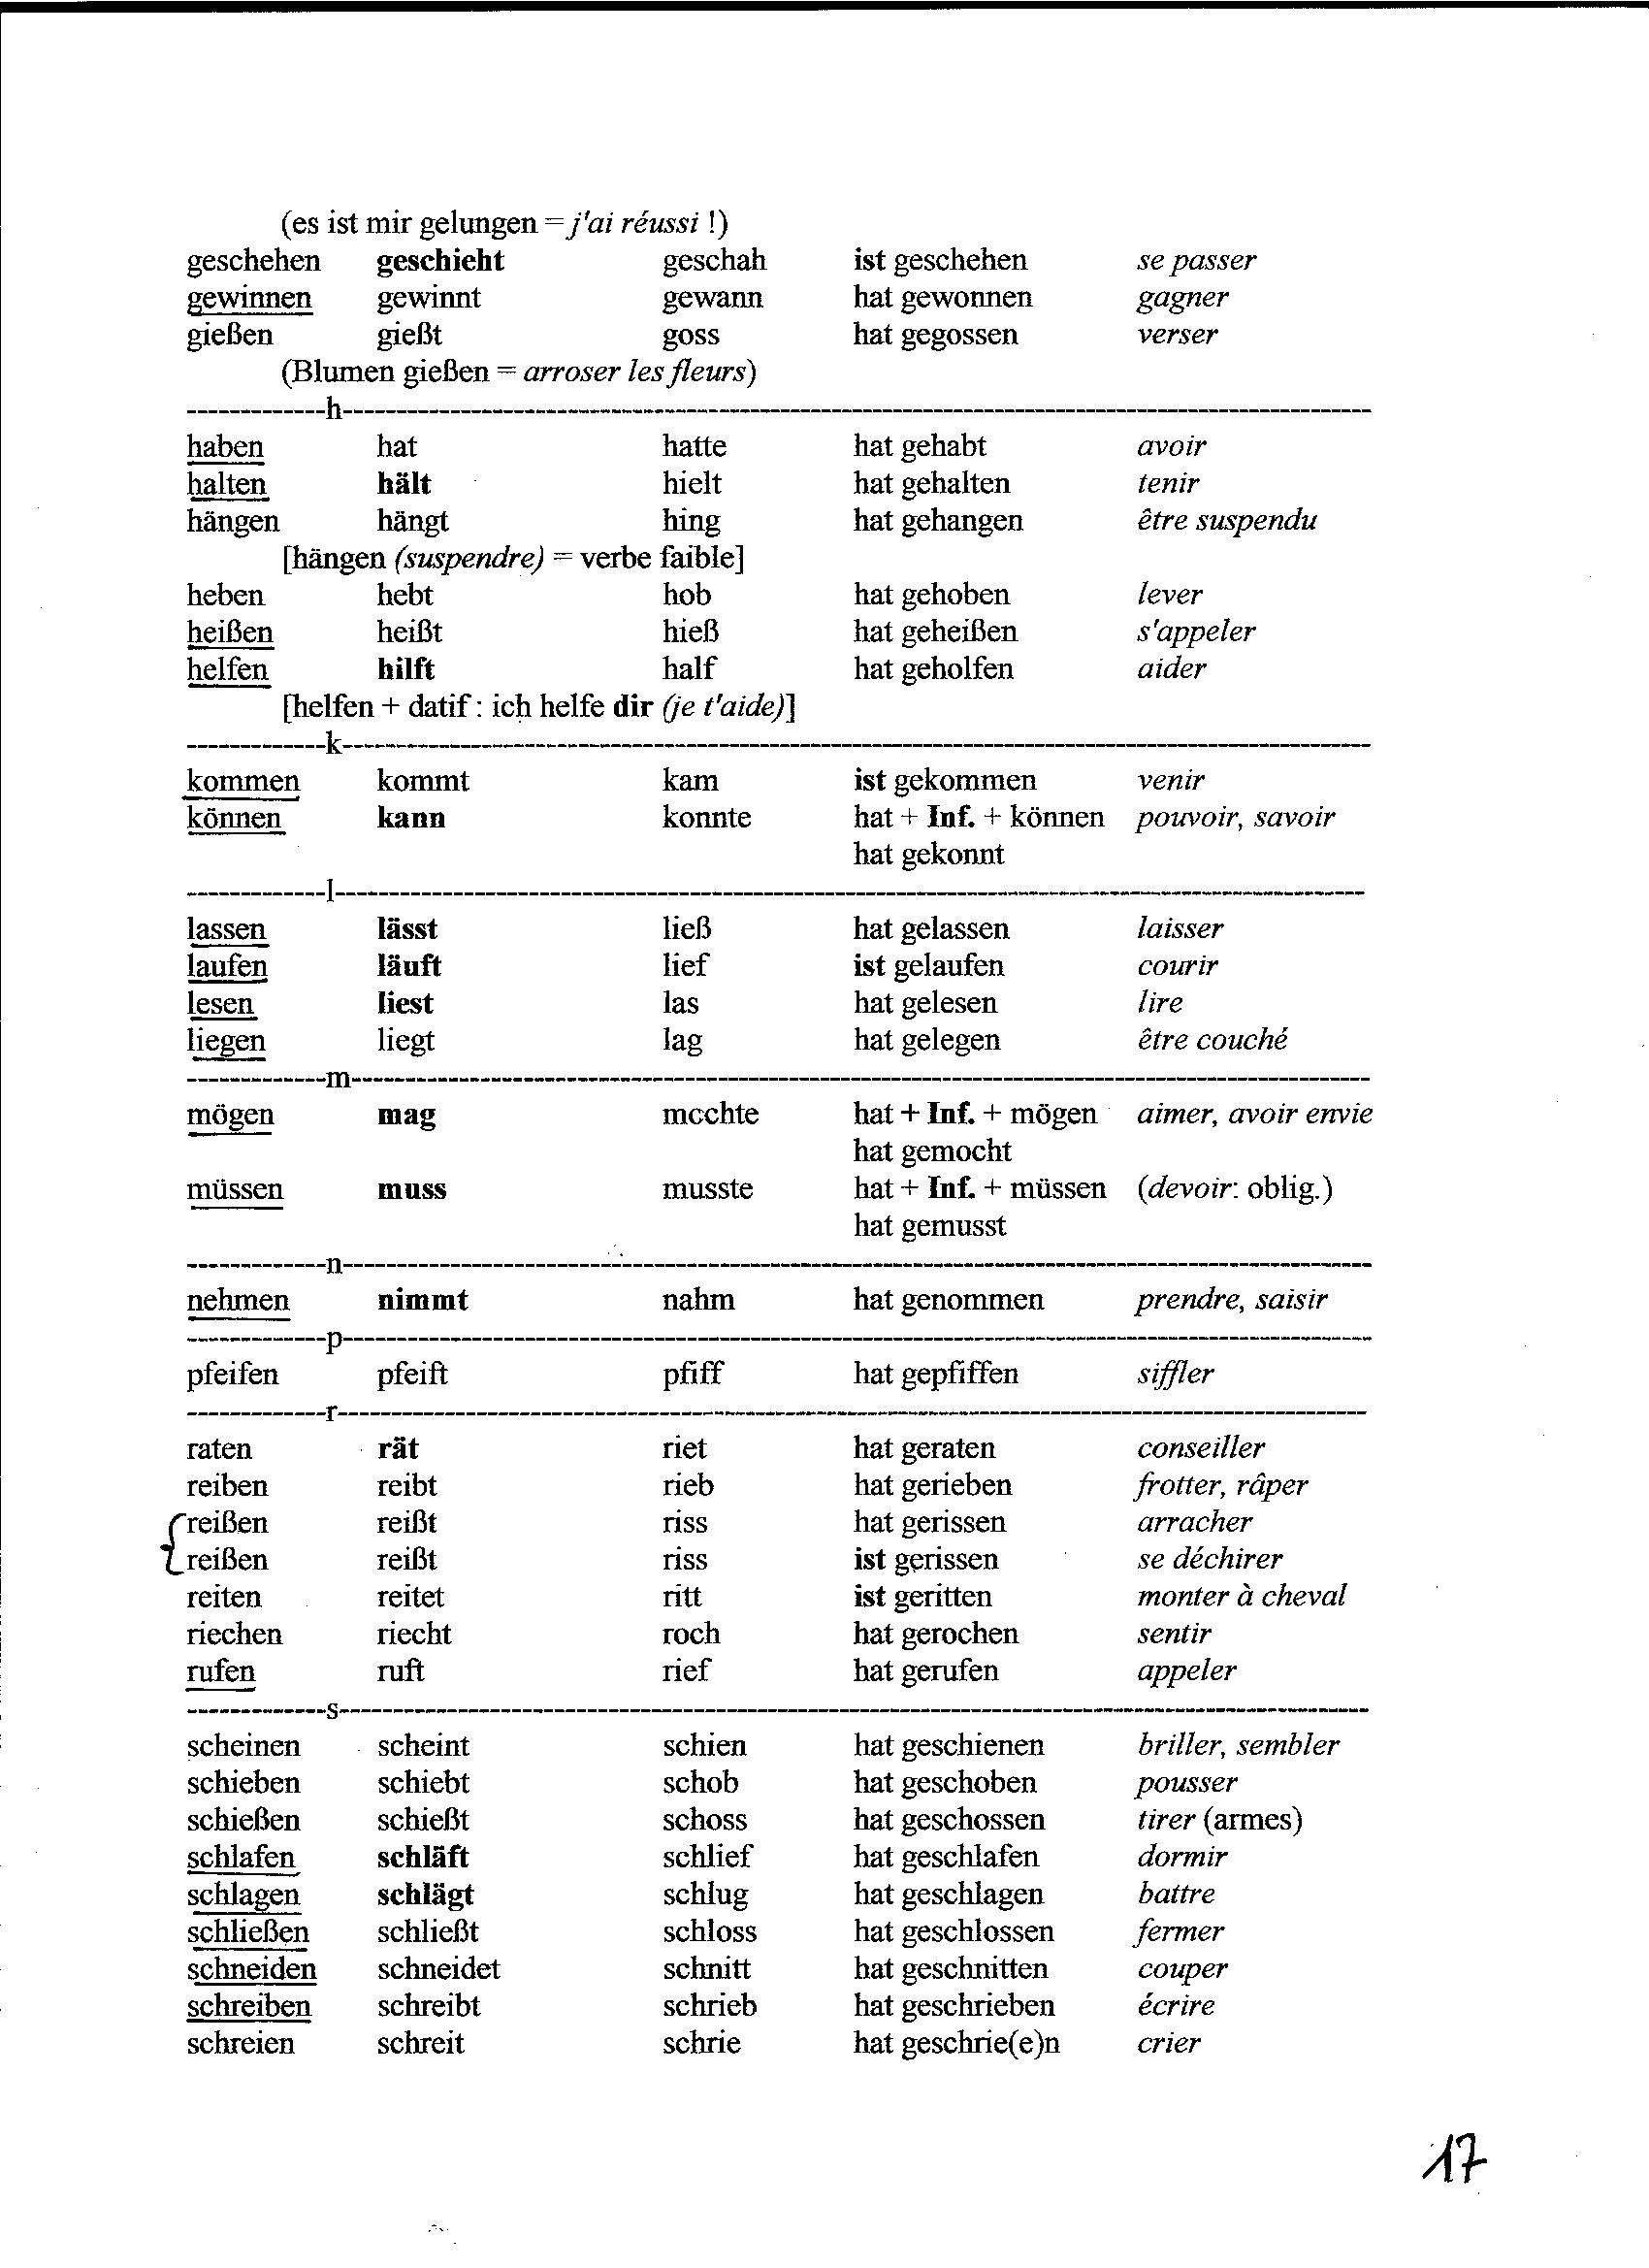 (es ist mir gelungen = j'ai réussi !)
geschehen geschieht geschah ist geschehen se passer
gewinnen gewinnt gewann hat gewonnen gagner
gießen gießt goss hat gegossen verser
(Blumen gießen = arroser les fleurs)
-------------h-------------
haben hat hatte hat gehabt avoir
halten hält hielt hat gehalten tenir
hängen hängt hing hat gehangen être suspendu
[hängen (suspendre) = verbe faible]
heben hebt hob hat gehoben lever
heißen heißt hieß hat geheißen s'appeler
helfen hilft half hat geholfen aider
[helfen + datif : ich helfe dir (je t'aide)]
-------------k-------------
kommen kommt kam ist gekommen venir
können kann konnte hat + Inf. + können pouvoir, savoir
hat gekonnt
-------------l-------------
lassen lässt ließ hat gelassen laisser
laufen läuft lief ist gelaufen courir
lesen liest las hat gelesen lire
liegen liegt lag hat gelegen être couché
-------------m-------------
mögen mag mochte hat + Inf. + mögen aimer, avoir envie
hat gemocht
müssen muss musste hat + Inf. + müssen (devoir: oblig.)
hat gemusst
-------------n-------------
nehmen nimmt nahm hat genommen prendre, saisir
-------------p-------------
pfeifen pfeift pfiff hat gepfiffen siffler
-------------r-------------
raten rät riet hat geraten conseiller
reiben reibt rieb hat gerieben frotter, râper
reißen reißt riss hat gerissen arracher
reißen reißt riss ist gerissen se déchirer
reiten reitet ritt ist geritten monter à cheval
riechen riecht roch hat gerochen sentir
rufen ruft rief hat gerufen appeler
-------------s-------------
scheinen scheint schien hat geschienen briller, sembler
schieben schiebt schob hat geschoben pousser
schießen schießt schoss hat geschossen tirer (armes)
schlafen schläft schlief hat geschlafen dormir
schlagen schlägt schlug hat geschlagen battre
schließen schließt schloss hat geschlossen fermer
schneiden schneidet schnitt hat geschnitten couper
schreiben schreibt schrieb hat geschrieben écrire
schreien schreit schrie hat geschrie(e)n crier
17